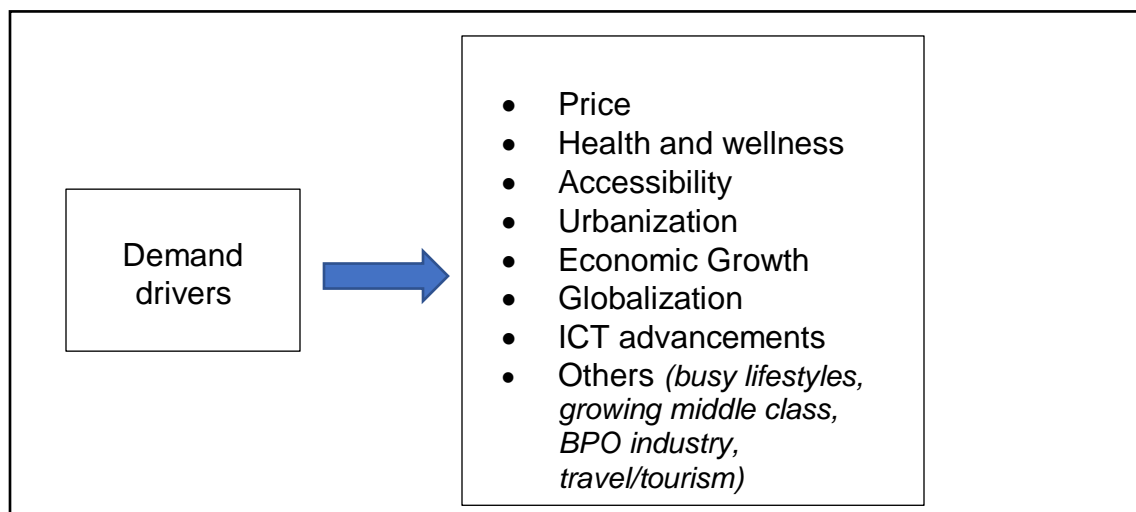 Demand
drivers
• Price
• Health and wellness
• Accessibility
• Urbanization
• Economic Growth
• Globalization
• ICT advancements
• Others (busy lifestyles,
growing middle class,
BPO industry,
travel/tourism)